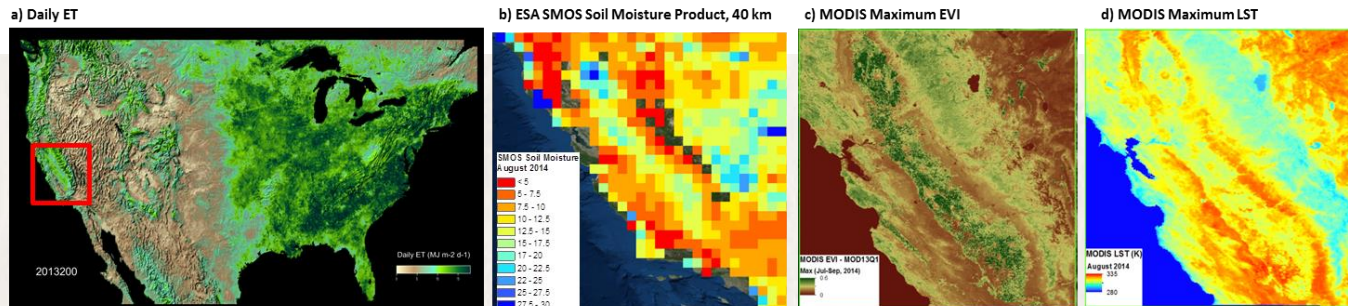 a) Daily ET
b) ESA SMOS Soil Moisture Product, 40 km
c) MODIS Maximum EVI
d) MODIS Maximum LST
Daily ET (MJ m-2 d-1)
2013200
SMOS Soil Moisture
August 2014
< 5
5 - 7.5
7.5 - 10
10 - 12.5
12.5 - 15
15 - 17.5
17 - 20
20 - 22.5
22 - 25
25 - 27.5
27.5 - 30
MODIS EVI - MOD13Q1
Max (Jul-Sep, 2014)
0.6
0
MODIS LST (K)
August 2014
335
280